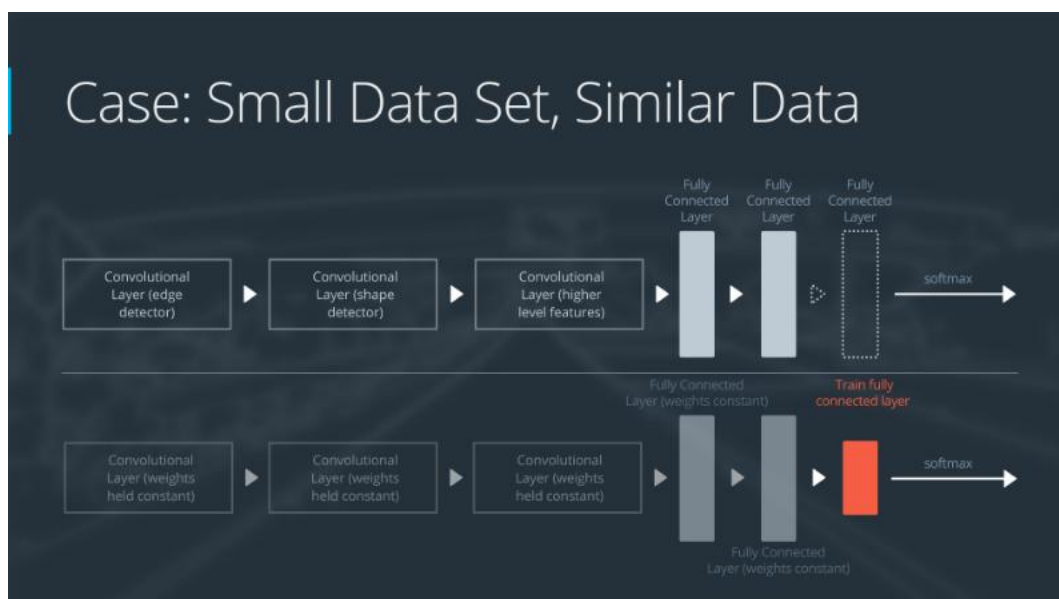 Case: Small Data Set, Similar Data
Fully
Connected
Layer
Fully
Connected
Layer
Fully
Connected
Layer
Convolutional
Layer (edge
detector)
Convolutional
Layer (shape
detector)
Convolutional
Layer (higher
level features)
softmax
Fully Connected
Layer (weights constant)
Train fully
connected layer
Convolutional
Layer (weights
held constant)
Convolutional
Layer (weights
held constant)
Convolutional
Layer (weights
held constant)
softmax
Fully Connected
Layer (weights constant)